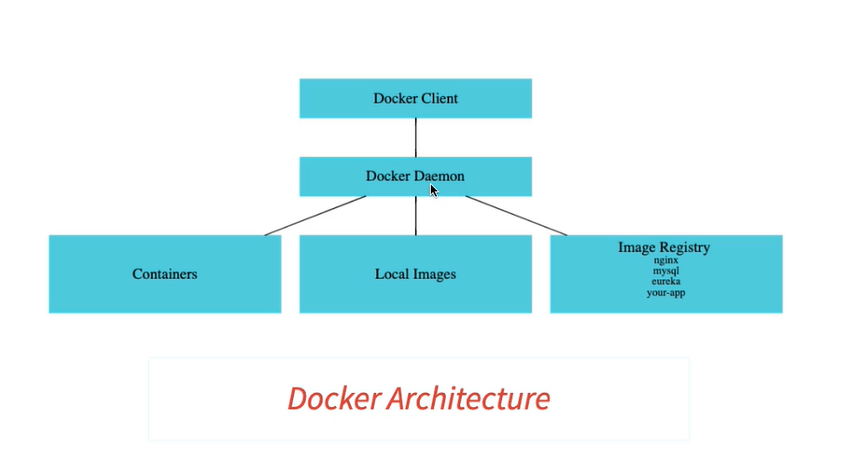 Docker Client
Docker Daemon
Containers
Local Images
Image Registry
nginx
mysql
eureka
your-app
Docker Architecture